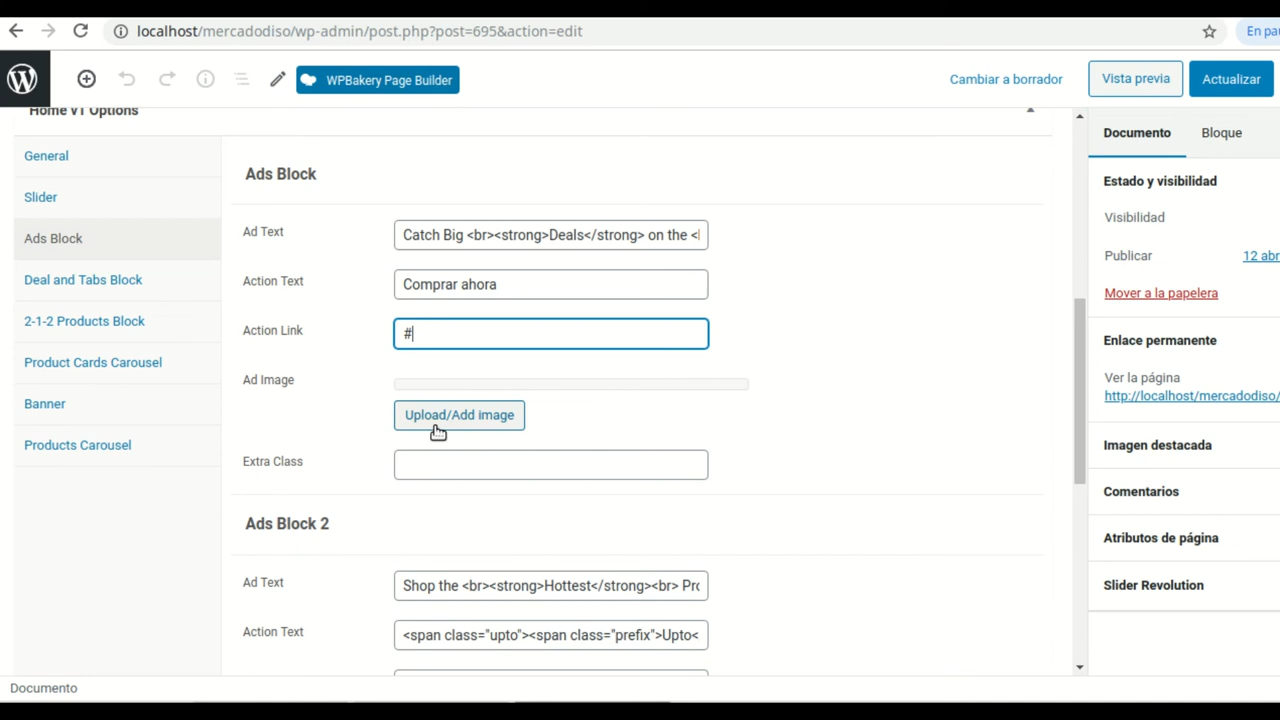 localhost/mercadodiso/wp-admin/post.php?post=695&action=edit
En pau
WPBakery Page Builder
Cambiar a borrador
Vista previa
Actualizar
Home V1 Options
General
Slider
Ads Block
Deal and Tabs Block
2-1-2 Products Block
Product Cards Carousel
Banner
Products Carousel
Ads Block
Ad Text
Catch Big <br><strong>Deals</strong> on the <
Action Text
Comprar ahora
Action Link
#
Ad Image
Upload/Add image
Extra Class
Ads Block 2
Ad Text
Shop the <br><strong>Hottest</strong><br> Pro
Action Text
<span class="upto"><span class="prefix">Upto<
Documento
Bloque
Estado y visibilidad
Visibilidad
Publicar
12 abr
Mover a la papelera
Enlace permanente
Ver la página
http://localhost/mercadodiso/
Imagen destacada
Comentarios
Atributos de página
Slider Revolution
Documento